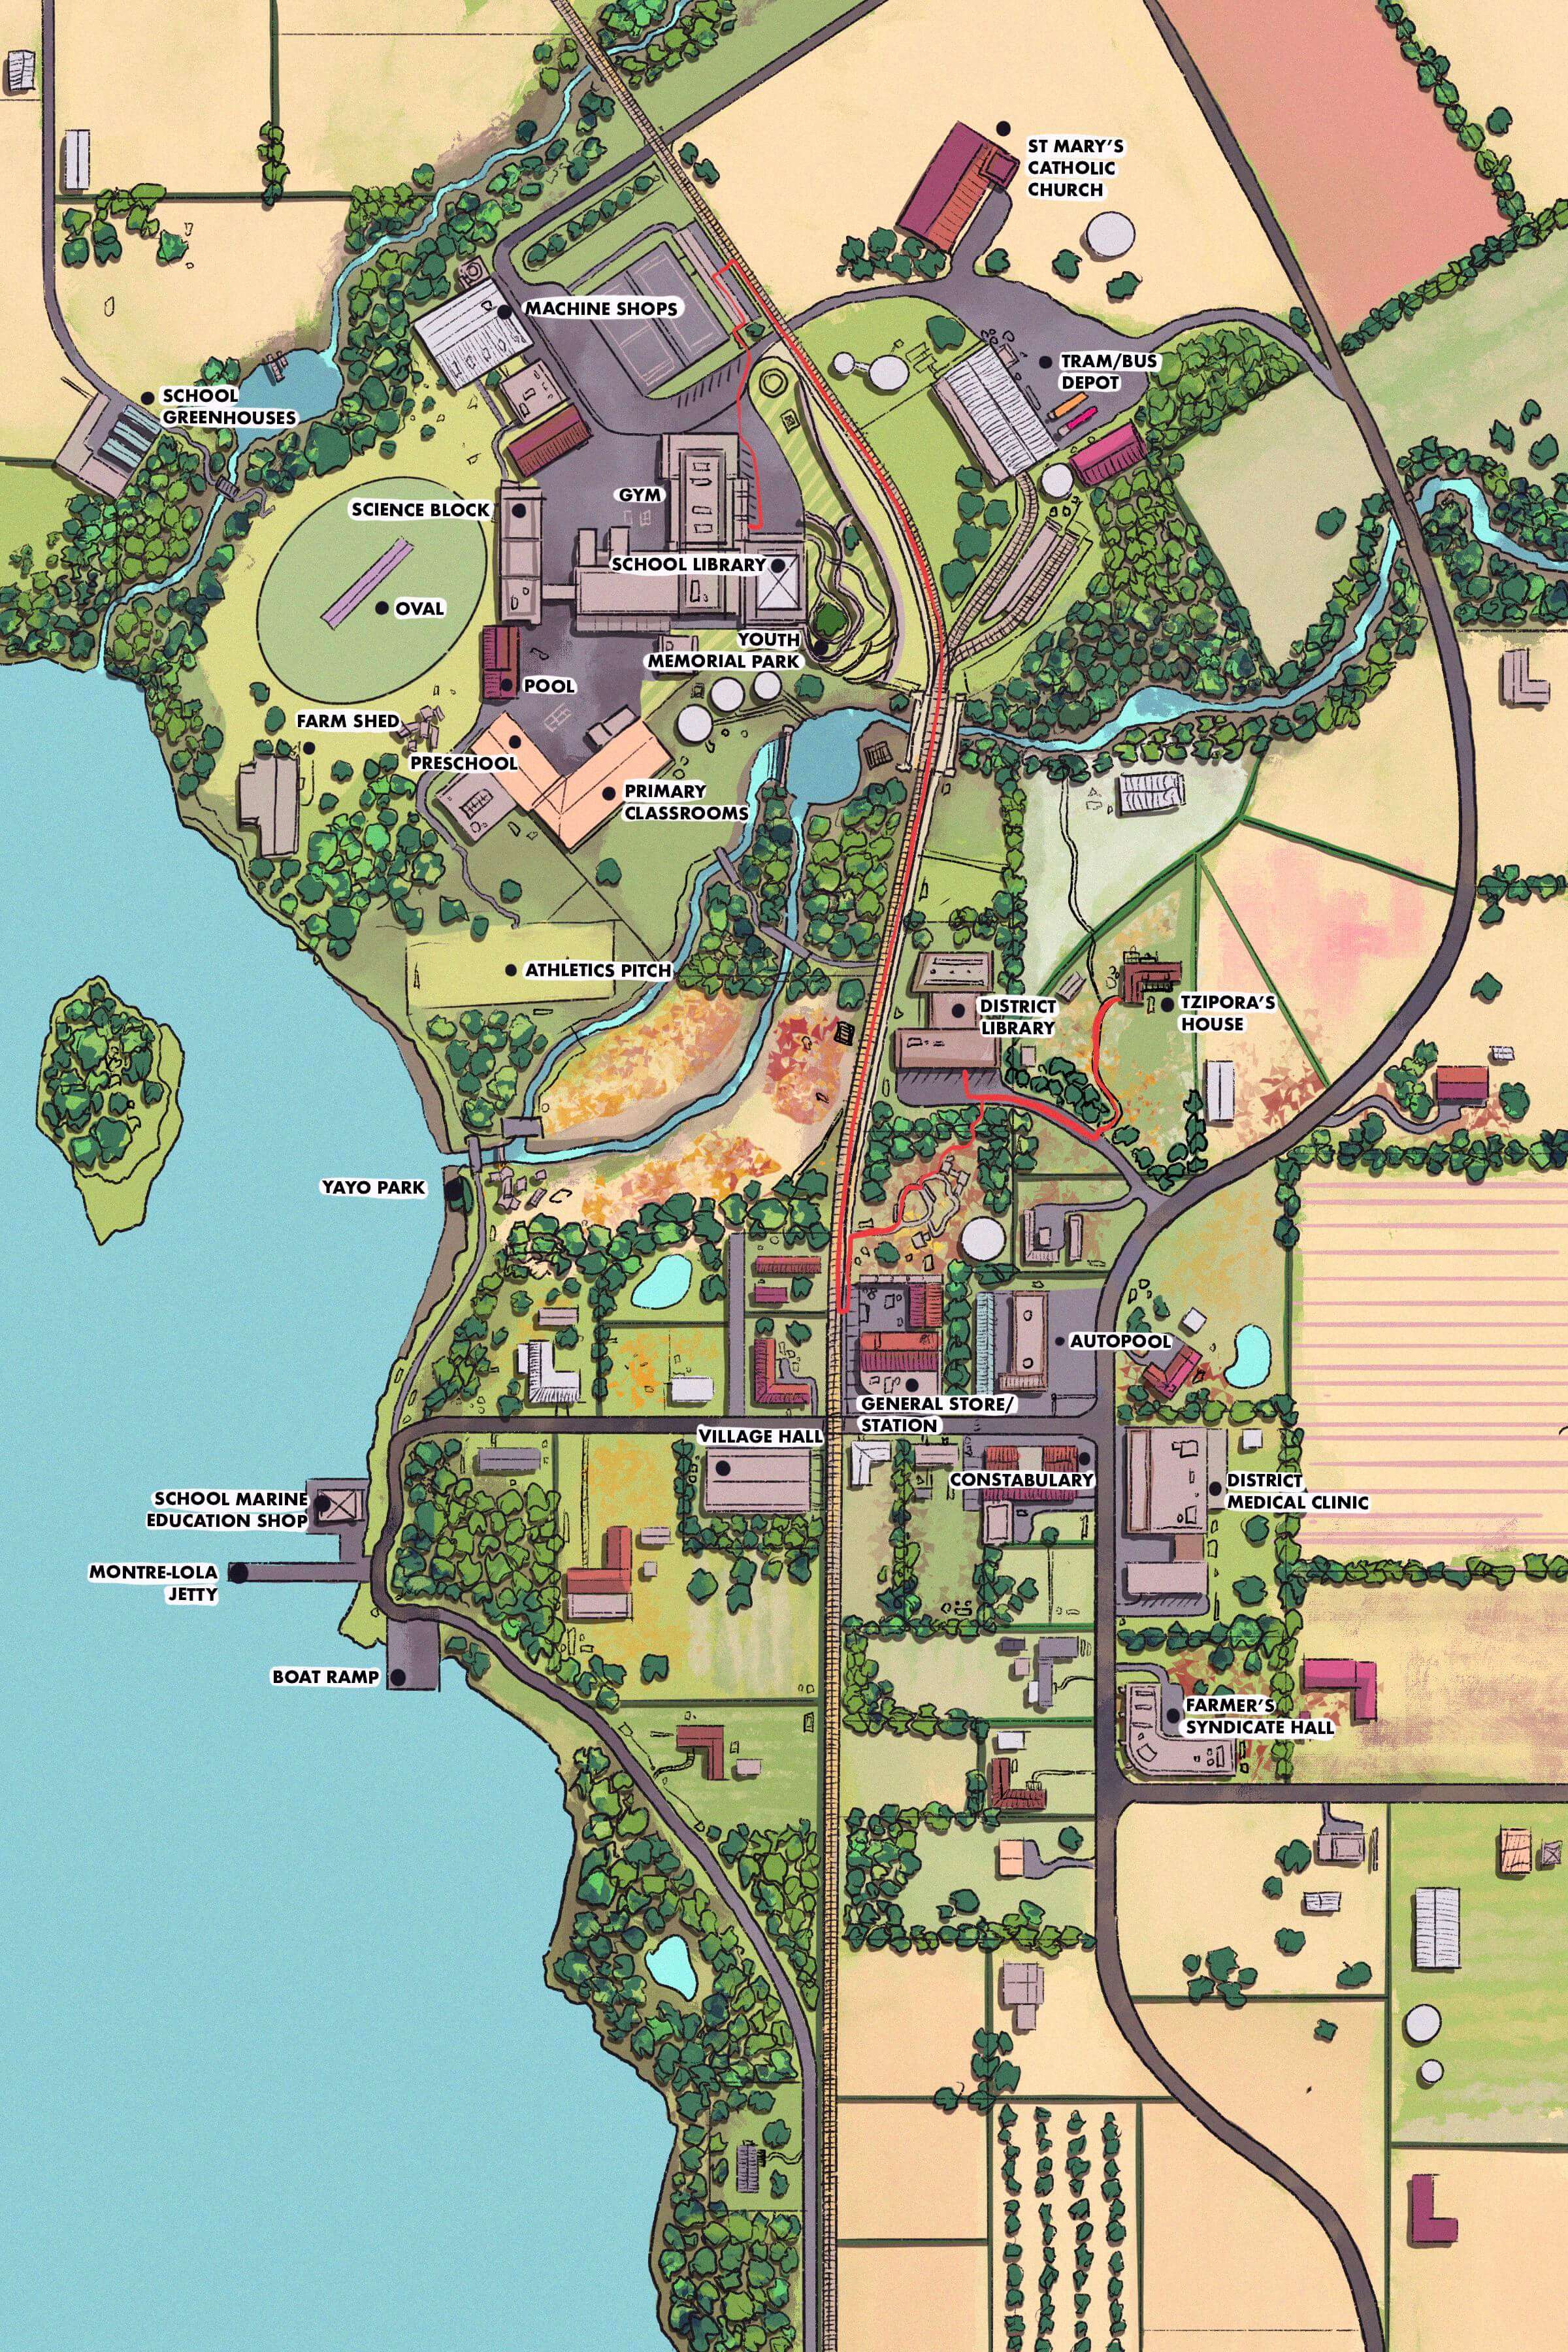 ST MARY'S
CATHOLIC
CHURCH
MACHINE SHOPS
TRAM/BUS
DEPOT
SCHOOL
GREENHOUSES
GYM
SCIENCE BLOCK
SCHOOL LIBRARY
OVAL
YOUTH
MEMORIAL PARK
POOL
FARM SHED
PRESCHOOL
PRIMARY
CLASSROOMS
ATHLETICS PITCH
DISTRICT
LIBRARY
TZIPORA'S
HOUSE
YAYO PARK
AUTOPOOL
GENERAL STORE/
STATION
VILLAGE HALL
CONSTABULARY
DISTRICT
MEDICAL CLINIC
SCHOOL MARINE
EDUCATION SHOP
MONTRE-LOLA
JETTY
BOAT RAMP
FARMER'S
SYNDICATE HALL